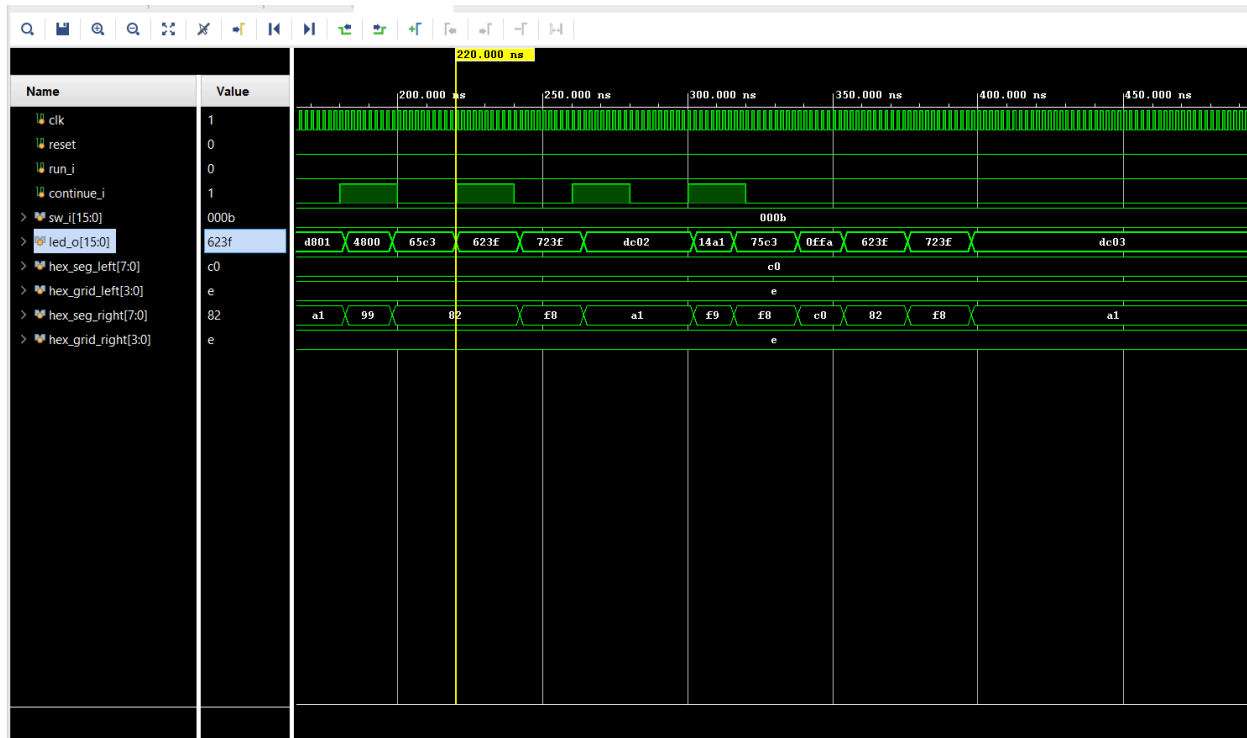 220.000 ns
Name Value
200.000 ns 250.000 ns 300.000 ns 350.000 ns 400.000 ns 450.000 ns
clk 1
reset 0
run_i 0
continue_i 1
sw_i[15:0] 000b 000b
led_o[15:0] 623f d801 4800 65c3 623f 723f dc02 14a1 75c3 0ffa 623f 723f dc03
hex_seg_left[7:0] c0 c0
hex_grid_left[3:0] e e
hex_seg_right[7:0] 82 a1 99 82 f8 a1 f9 f8 c0 82 f8 a1
hex_grid_right[3:0] e e